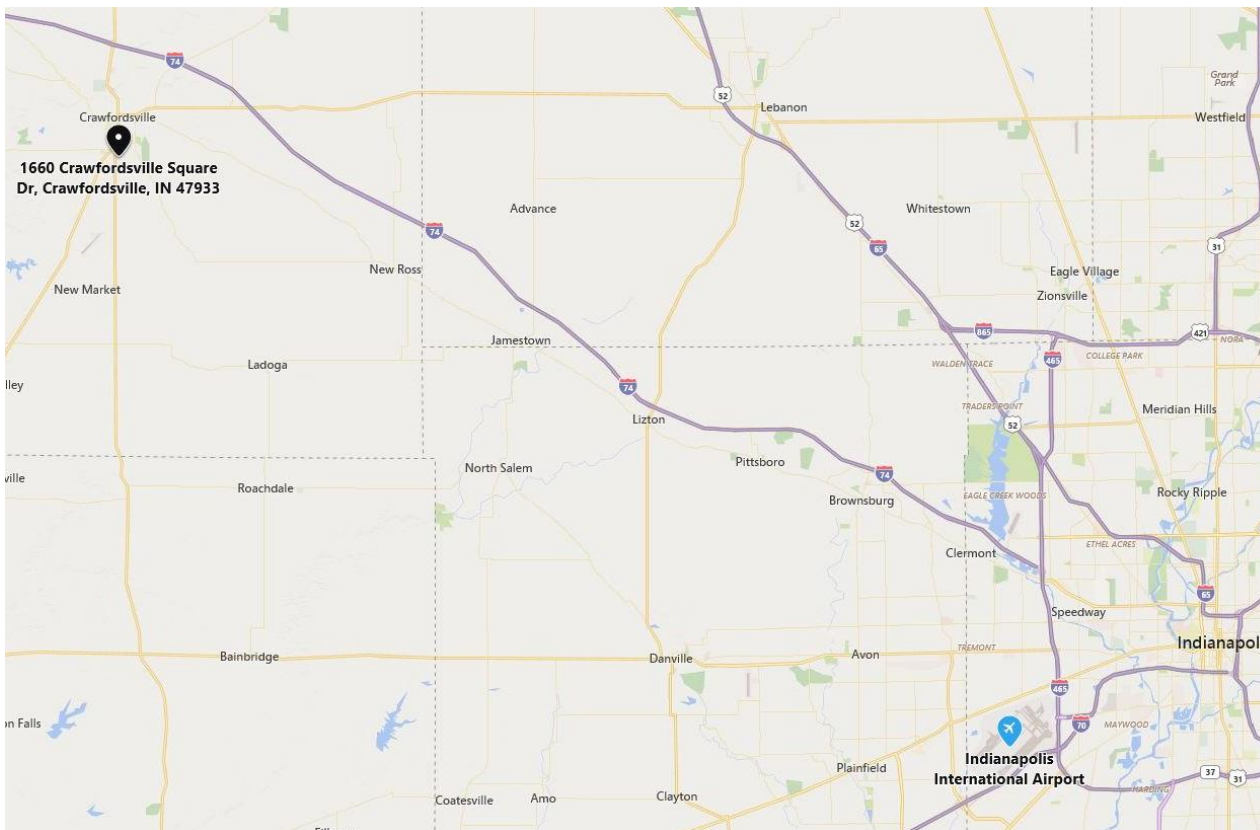 Grand
Park
74
52
Lebanon
Westfield
Crawfordsville
1660 Crawfordsville Square
Dr, Crawfordsville, IN 47933
Advance
Whitestown
52
74
65
31
New Ross
Eagle Village
New Market
Zionsville
865
421
Jamestown
NORA
COLLEGE PARK
Ladoga
WALDEN TRACE
465
lley
74
TRADERS POINT
Meridian Hills
Lizton
52
North Salem
Pittsboro
74
ville
Roachdale
Brownsburg
EAGLE CREEK WOODS
Rocky Ripple
ETHEL ACRES
Clermont
65
Speedway
Indianapol
Bainbridge
Danville
Avon
TREMONT
465
on Falls
70
MAYWOOD
Indianapolis
International Airport
Plainfield
37
31
Coatesville
Amo
Clayton
HARDING